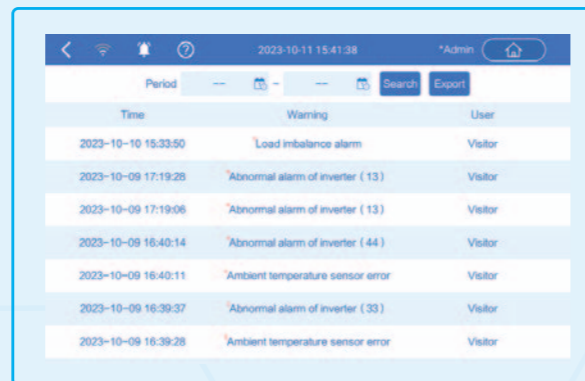 2023-10-11 15:41:38 *Admin
Period -- - -- Search Export
Time Warning User
2023-10-10 15:33:50 *Load imbalance alarm Visitor
2023-10-09 17:19:28 *Abnormal alarm of inverter (13) Visitor
2023-10-09 17:19:06 *Abnormal alarm of inverter (13) Visitor
2023-10-09 16:40:14 *Abnormal alarm of inverter (44) Visitor
2023-10-09 16:40:11 *Ambient temperature sensor error Visitor
2023-10-09 16:39:37 *Abnormal alarm of inverter (33) Visitor
2023-10-09 16:39:28 *Ambient temperature sensor error Visitor